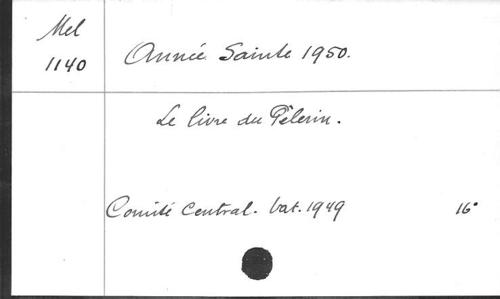 Mel
1140
Année Sainte 1950.
Le livre du Pèlerin.
Comité Central. Vat. 1949 16°